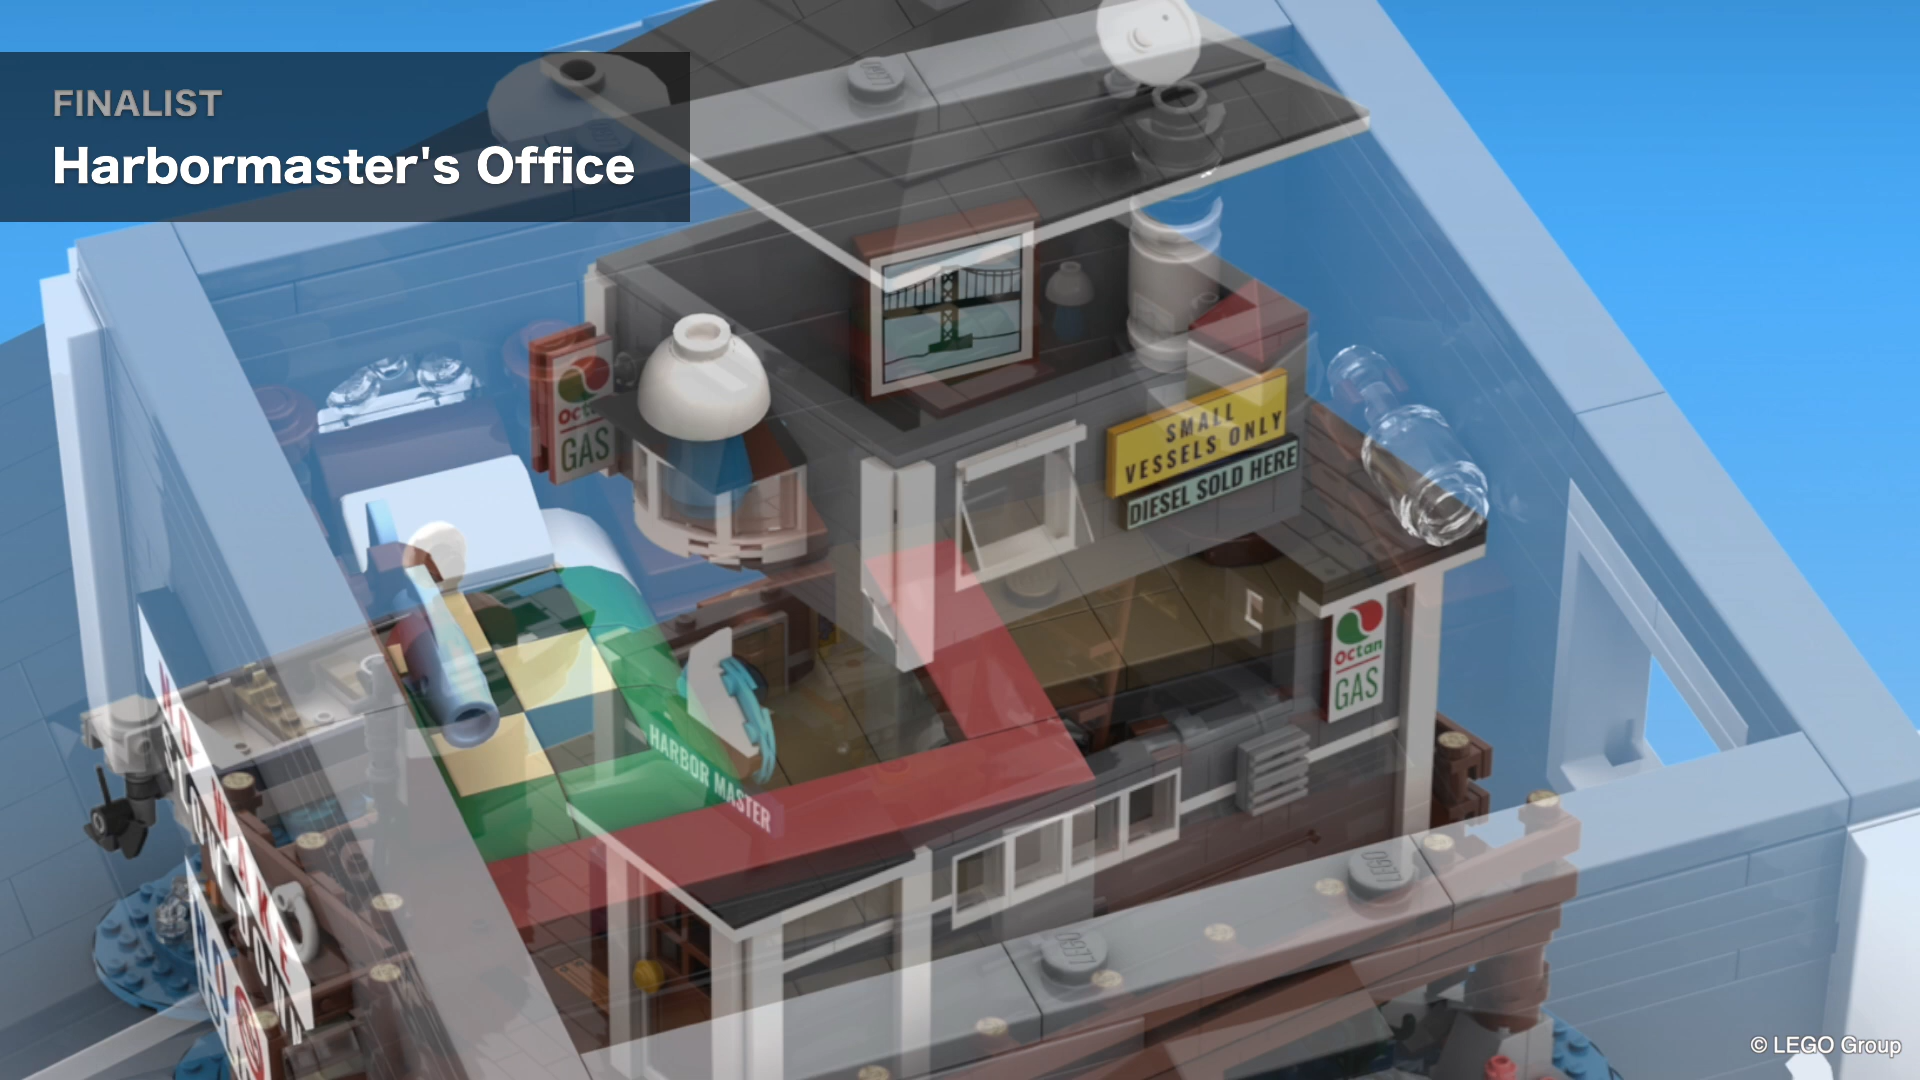 FINALIST
Harbormaster's Office
GAS
SMALL
VESSELS ONLY
DIESEL SOLD HERE
Octan
GAS
HARBOR MASTER
© LEGO Group